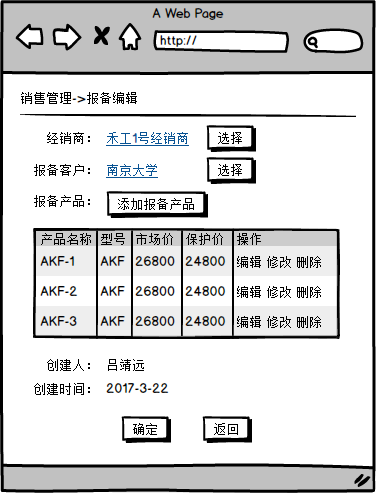 A Web Page
http://
销售管理->报备编辑
经销商： 禾工1号经销商 选择
报备客户： 南京大学 选择
报备产品： 添加报备产品
产品名称 型号 市场价 保护价 操作
AKF-1 AKF 26800 24800 编辑 修改 删除
AKF-2 AKF 26800 24800 编辑 修改 删除
AKF-3 AKF 26800 24800 编辑 修改 删除
创建人： 吕靖远
创建时间： 2017-3-22
确定 返回